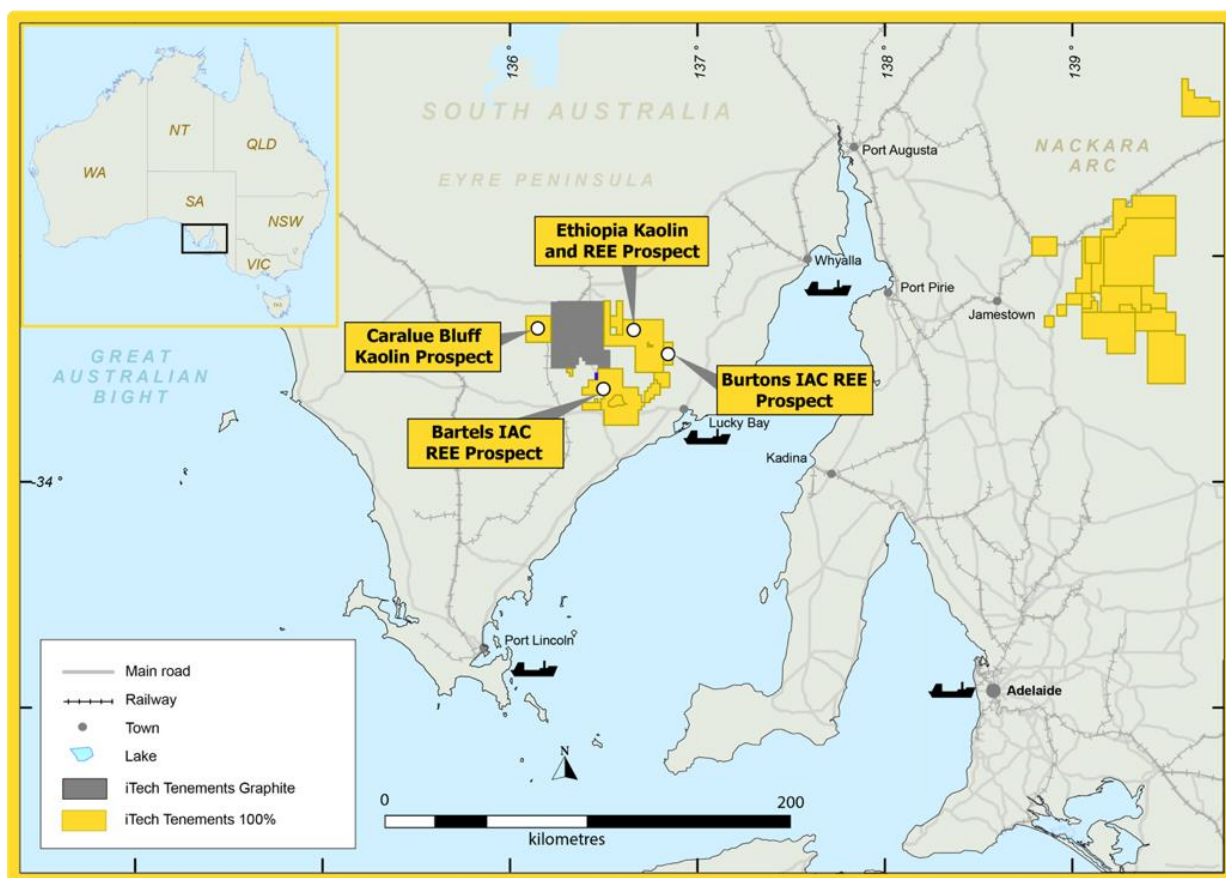 136 °
137 °
138 °
139 °
SOUTH AUSTRALIA
EYRE PENINSULA
NACKARA
ARC
WA
NT
QLD
SA
NSW
VIC
TAS
Port Augusta
Ethiopia Kaolin
and REE Prospect
Whyalla
Port Pirie
Jamestown
Caralue Bluff
Kaolin Prospect
GREAT
AUSTRALIAN
BIGHT
Burtons IAC REE
Prospect
Bartels IAC
REE Prospect
Lucky Bay
Kadina
-34 °
Port Lincoln
Adelaide
Main road
Railway
Town
Lake
iTech Tenements Graphite
iTech Tenements 100%
N
0
200
kilometres